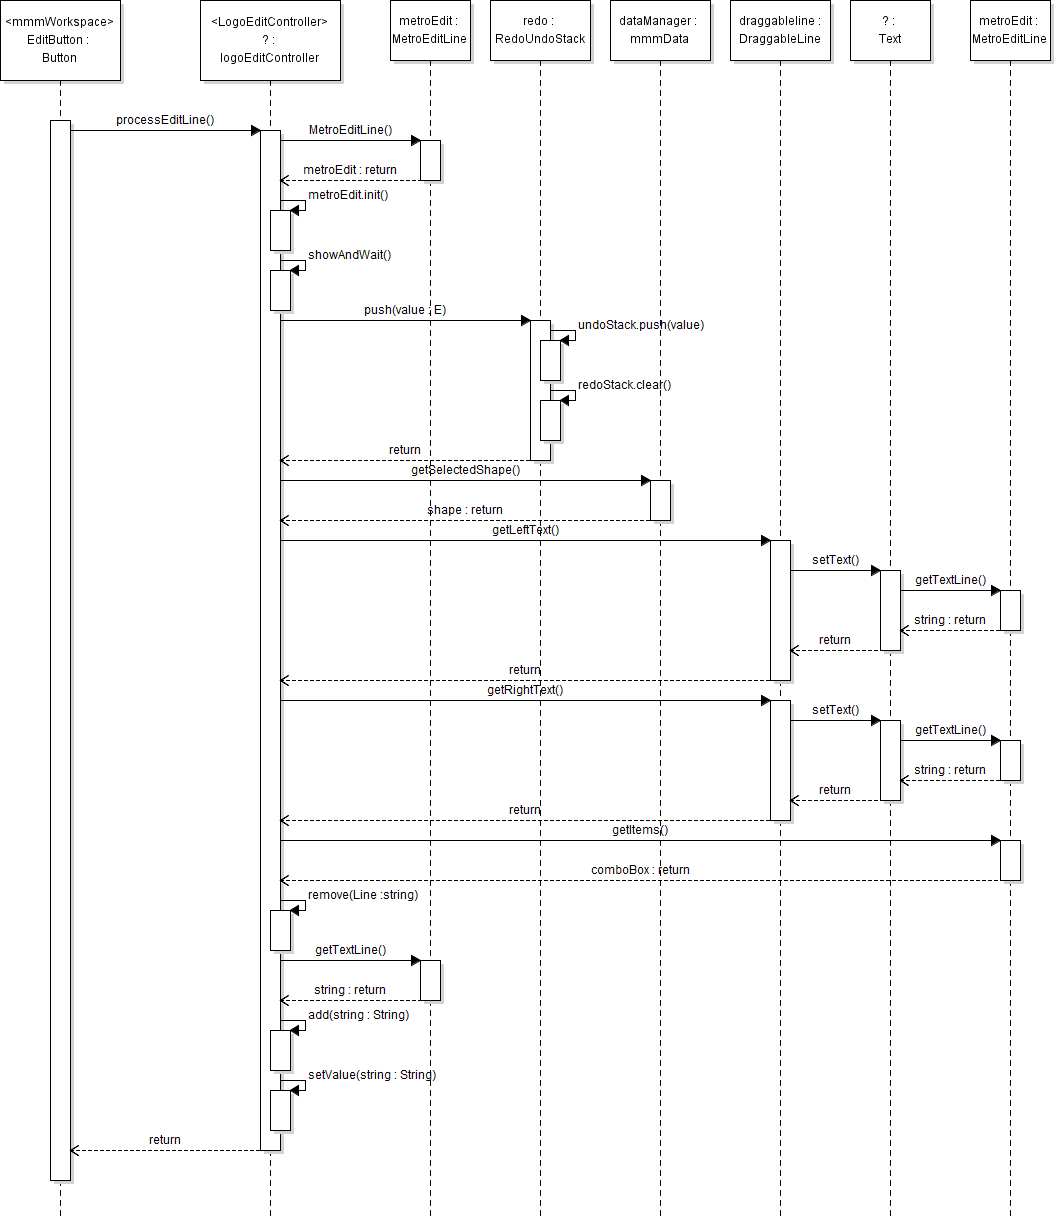 <mmmWorkspace>
EditButton :
Button
<LogoEditController>
? :
logoEditController
metroEdit :
MetroEditLine
redo :
RedoUndoStack
dataManager :
mmmData
draggableline :
DraggableLine
? :
Text
metroEdit :
MetroEditLine
processEditLine()
MetroEditLine()
metroEdit : return
metroEdit.init()
showAndWait()
push(value : E)
undoStack.push(value)
redoStack.clear()
return
getSelectedShape()
shape : return
getLeftText()
setText()
getTextLine()
string : return
return
return
getRightText()
setText()
getTextLine()
string : return
return
return
getItems()
comboBox : return
remove(Line :string)
getTextLine()
string : return
add(string : String)
setValue(string : String)
return